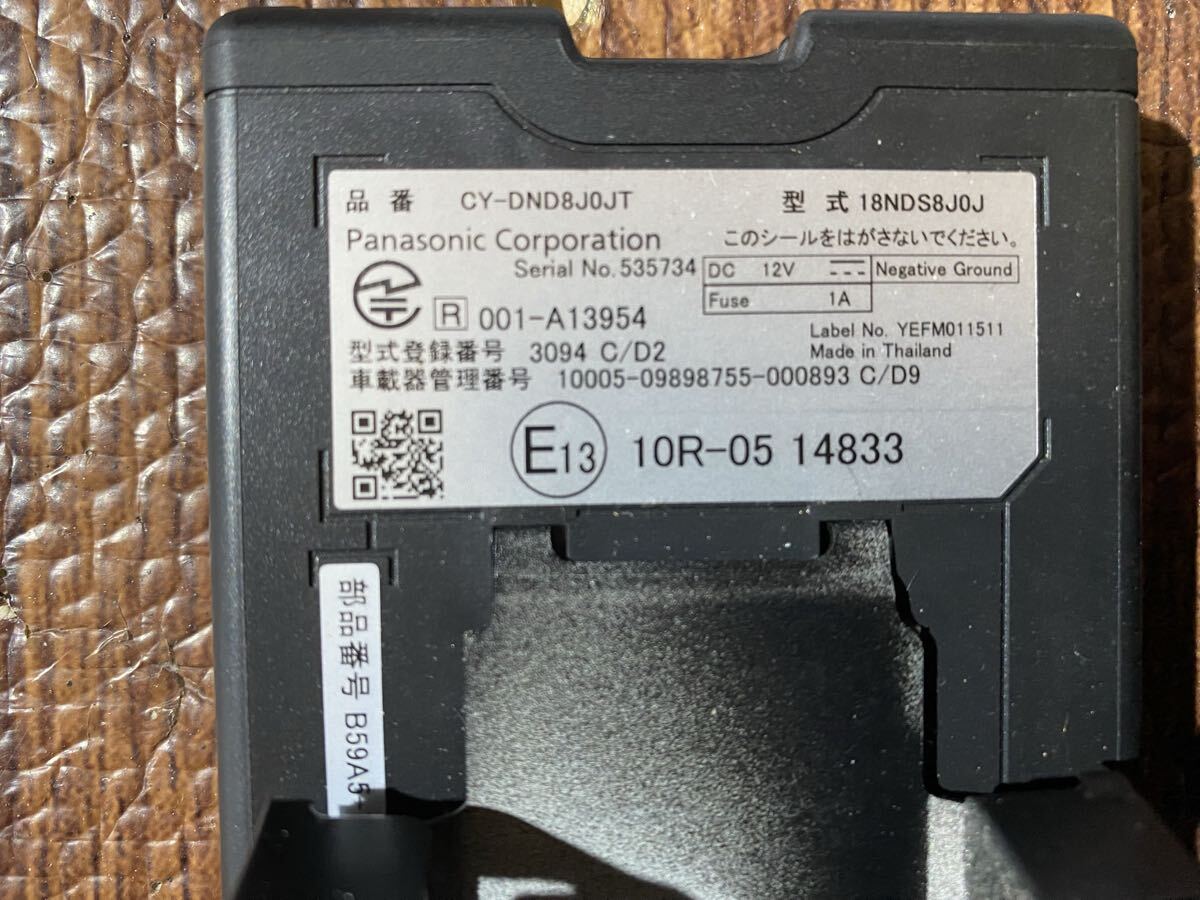 品番 CY-DND8J0JT 型式 18NDS8J0J
Panasonic Corporation このシールをはがさないでください。
Serial No. 535734 DC 12V Negative Ground
Fuse 1A
R 001-A13954
Label No. YEFM011511
型式登録番号 3094 C/D2 Made in Thailand
車載器管理番号 10005-09898755-000893 C/D9
E13 10R-05 14833
部品番号 B59A5-